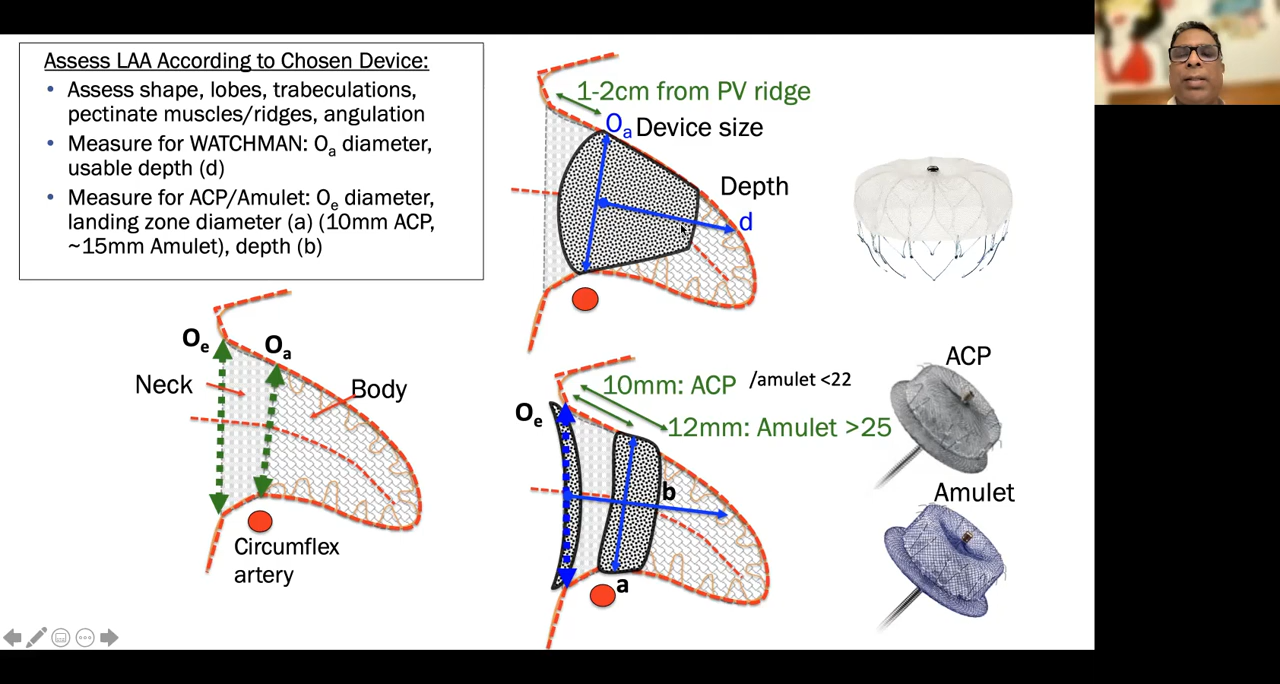 Assess LAA According to Chosen Device:
• Assess shape, lobes, trabeculations,
pectinate muscles/ridges, angulation
• Measure for WATCHMAN: Oa diameter,
usable depth (d)
• Measure for ACP/Amulet: Oe diameter,
landing zone diameter (a) (10mm ACP,
~15mm Amulet), depth (b)
1-2cm from PV ridge
Oa Device size
Depth
d
Oe
Oa
Neck
Body
Circumflex
artery
10mm: ACP /amulet <22
Oe
12mm: Amulet >25
b
a
ACP
Amulet